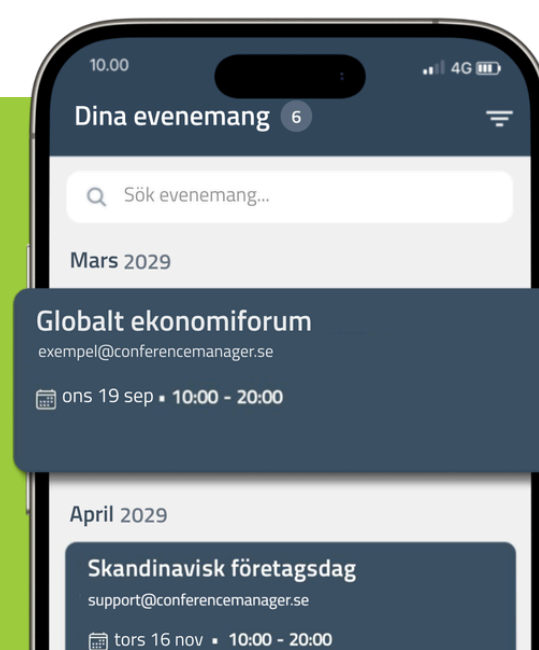 10.00 4G
Dina evenemang 6
Sök evenemang...
Mars 2029
Globalt ekonomiforum
exempel@conferencemanager.se
ons 19 sep • 10:00 - 20:00
April 2029
Skandinavisk företagsdag
support@conferencemanager.se
tors 16 nov • 10:00 - 20:00